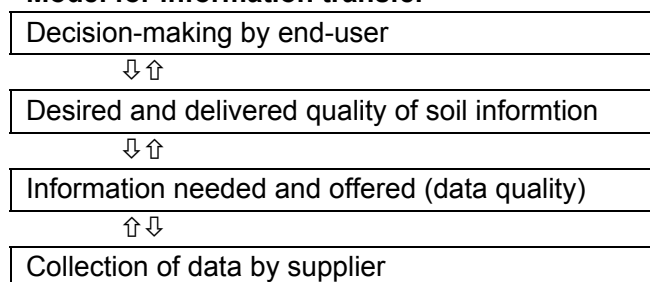 Model for information transfer
Decision-making by end-user
⇩⇧
Desired and delivered quality of soil informtion
⇩⇧
Information needed and offered (data quality)
⇧⇩
Collection of data by supplier